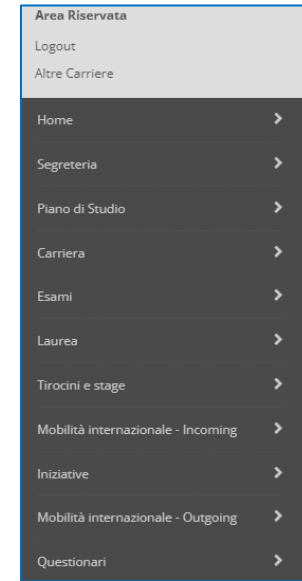 Area Riservata
Logout
Altre Carriere
Home
Segreteria
Piano di Studio
Carriera
Esami
Laurea
Tirocini e stage
Mobilità internazionale - Incoming
Iniziative
Mobilità internazionale - Outgoing
Questionari